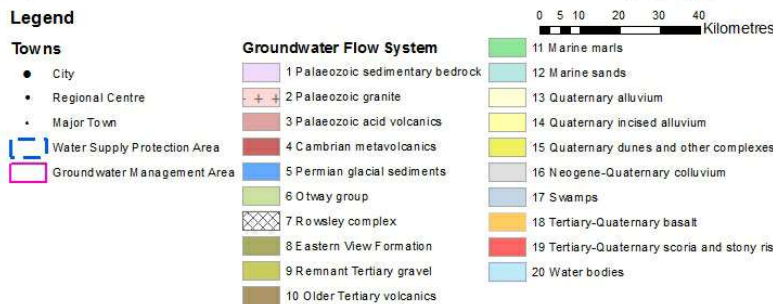 Legend
Towns
City
Regional Centre
Major Town
Water Supply Protection Area
Groundwater Management Area
Groundwater Flow System
1 Palaeozoic sedimentary bedrock
2 Palaeozoic granite
3 Palaeozoic acid volcanics
4 Cambrian metavolcanics
5 Permian glacial sediments
6 Otway group
7 Rowsley complex
8 Eastern View Formation
9 Remnant Tertiary gravel
10 Older Tertiary volcanics
0 5 10 20 30 40
Kilometres
11 Marine marls
12 Marine sands
13 Quaternary alluvium
14 Quaternary incised alluvium
15 Quaternary dunes and other complexes
16 Neogene-Quaternary colluvium
17 Swamps
18 Tertiary-Quaternary basalt
19 Tertiary-Quaternary scoria and stony ris
20 Water bodies